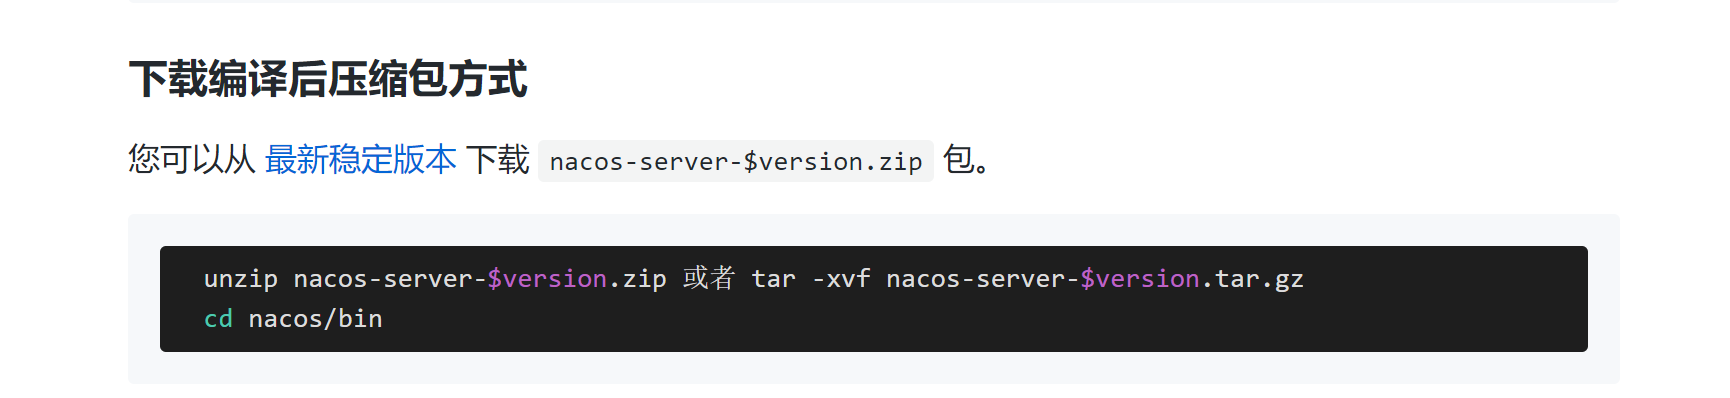 下载编译后压缩包方式
您可以从 最新稳定版本 下载 nacos-server-$version.zip 包。
unzip nacos-server-$version.zip 或者 tar -xvf nacos-server-$version.tar.gz
cd nacos/bin